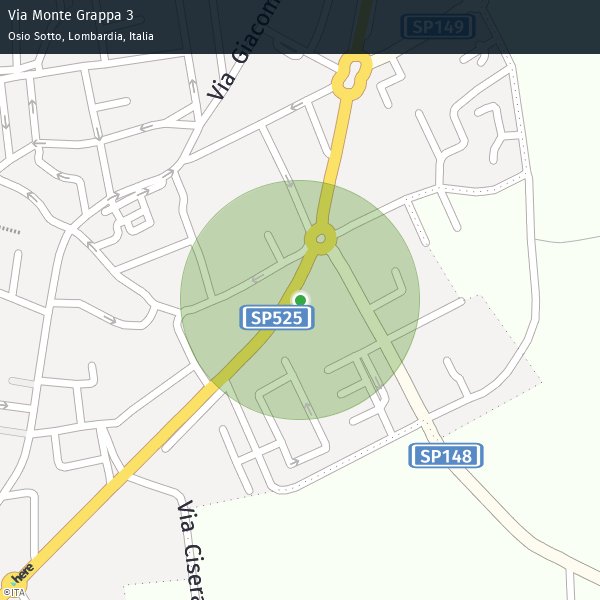 Via Monte Grappa 3
Osio Sotto, Lombardia, Italia
SP149
Via Giacom
SP525
SP148
Via Cisera
here
©ITA